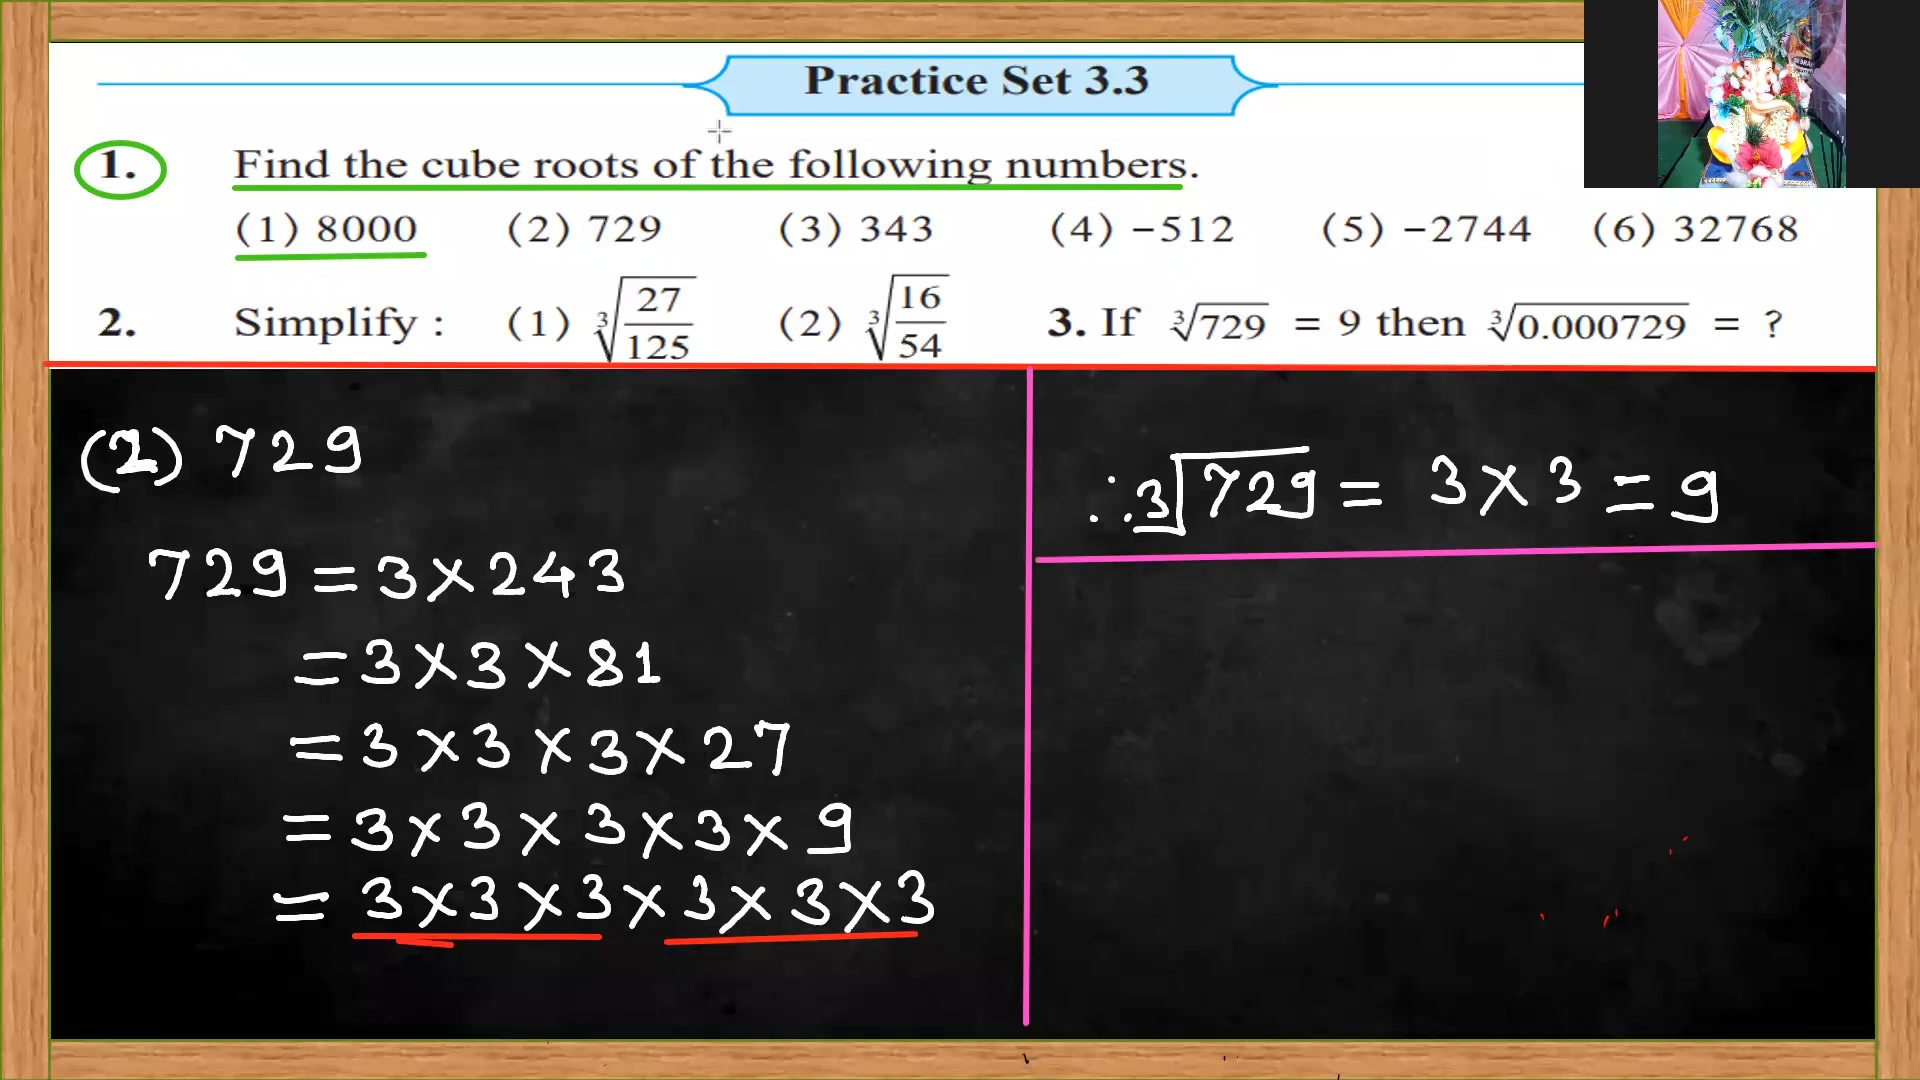 Practice Set 3.3
1. Find the cube roots of the following numbers.
(1) 8000 (2) 729 (3) 343 (4) −512 (5) −2744 (6) 32768
2. Simplify : (1) ∛(27/125) (2) ∛(16/54) 3. If ∛729 = 9 then ∛0.000729 = ?
(2) 729
729 = 3 × 243
= 3 × 3 × 81
= 3 × 3 × 3 × 27
= 3 × 3 × 3 × 3 × 9
= 3 × 3 × 3 × 3 × 3 × 3
∴ ∛729 = 3 × 3 = 9